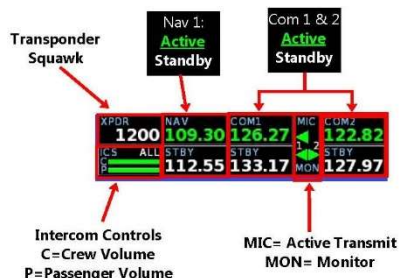 Transponder
Squawk
Nav 1:
Active
Standby
Com 1 & 2
Active
Standby
XPDR NAV COM1 MIC COM2
1200 109.30 126.27 122.82
1 2
ICS ALL STBY STBY STBY
C
P
112.55 133.17 MON 127.97
Intercom Controls
C=Crew Volume
P=Passenger Volume
MIC= Active Transmit
MON= Monitor